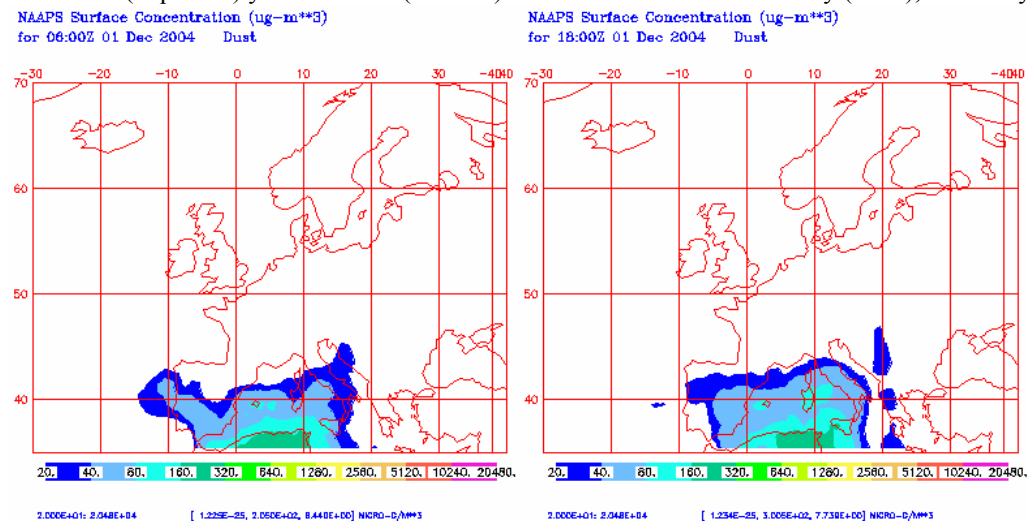 NAAPS Surface Concentration (ug-m**3)
for 06:00Z 01 Dec 2004 Dust
-30 -20 -10 0 10 20 30 -4040
70
60
50
40
20. 40. 80. 160. 320. 640. 1280. 2560. 5120. 10240. 20480.
2.000E+01: 2.048E+04 [ 1.225E-25, 2.050E+02, 8.440E+00] MICRO-G/M**3
NAAPS Surface Concentration (ug-m**3)
for 18:00Z 01 Dec 2004 Dust
-30 -20 -10 0 10 20 30 -4040
70
60
50
40
20. 40. 80. 160. 320. 640. 1280. 2560. 5120. 10240. 20480.
2.000E+01: 2.048E+04 [ 1.234E-25, 3.005E+02, 7.739E+00] MICRO-G/M**3